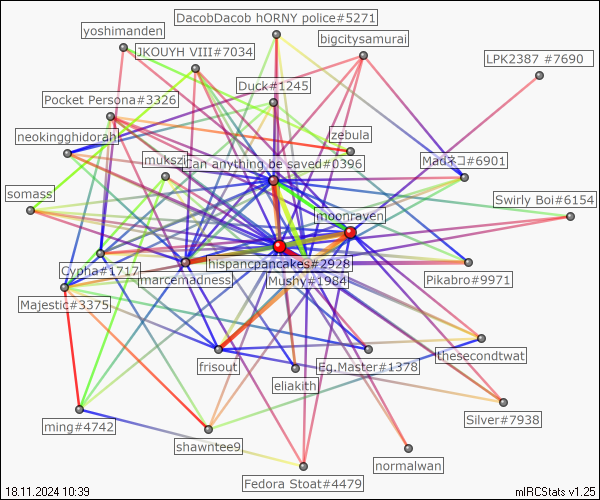 DacobDacob hORNY police#5271
yoshimanden
bigcitysamurai
JKOUYH VIII#7034
LPK2387 #7690
Duck#1245
Pocket Persona#3326
zebula
neokingghidorah
muksz
Can anything be saved#0396
Madネコ#6901
somass
Swirly Boi#6154
moonraven
hispancpancakes#2928
Cypha#1717
marcemadness
Mushy#1984
Pikabro#9971
Majestic#3375
thesecondtwat
frisout
Eg.Master#1378
eliakith
Silver#7938
ming#4742
shawntee9
normalwan
Fedora Stoat#4479
18.11.2024 10:39
mIRCStats v1.25